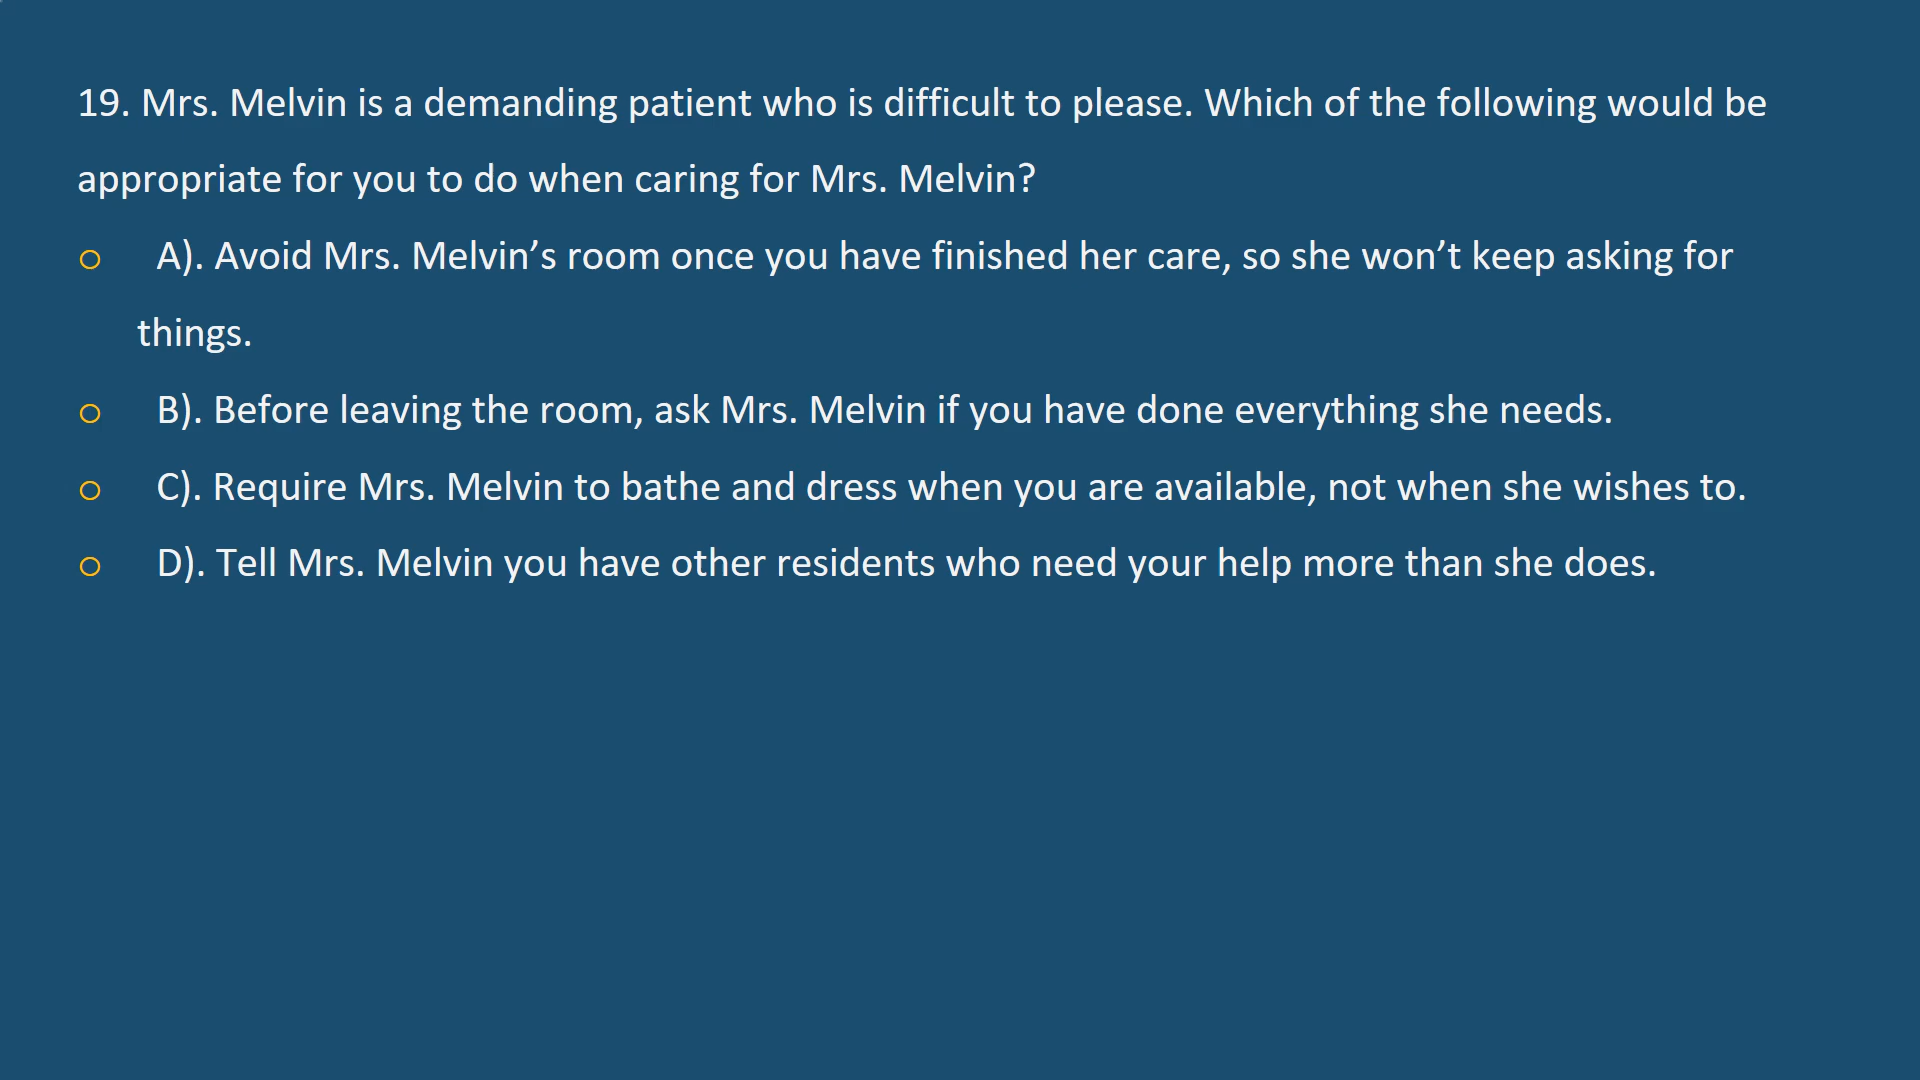 19. Mrs. Melvin is a demanding patient who is difficult to please. Which of the following would be
appropriate for you to do when caring for Mrs. Melvin?
o A). Avoid Mrs. Melvin’s room once you have finished her care, so she won’t keep asking for
things.
o B). Before leaving the room, ask Mrs. Melvin if you have done everything she needs.
o C). Require Mrs. Melvin to bathe and dress when you are available, not when she wishes to.
o D). Tell Mrs. Melvin you have other residents who need your help more than she does.